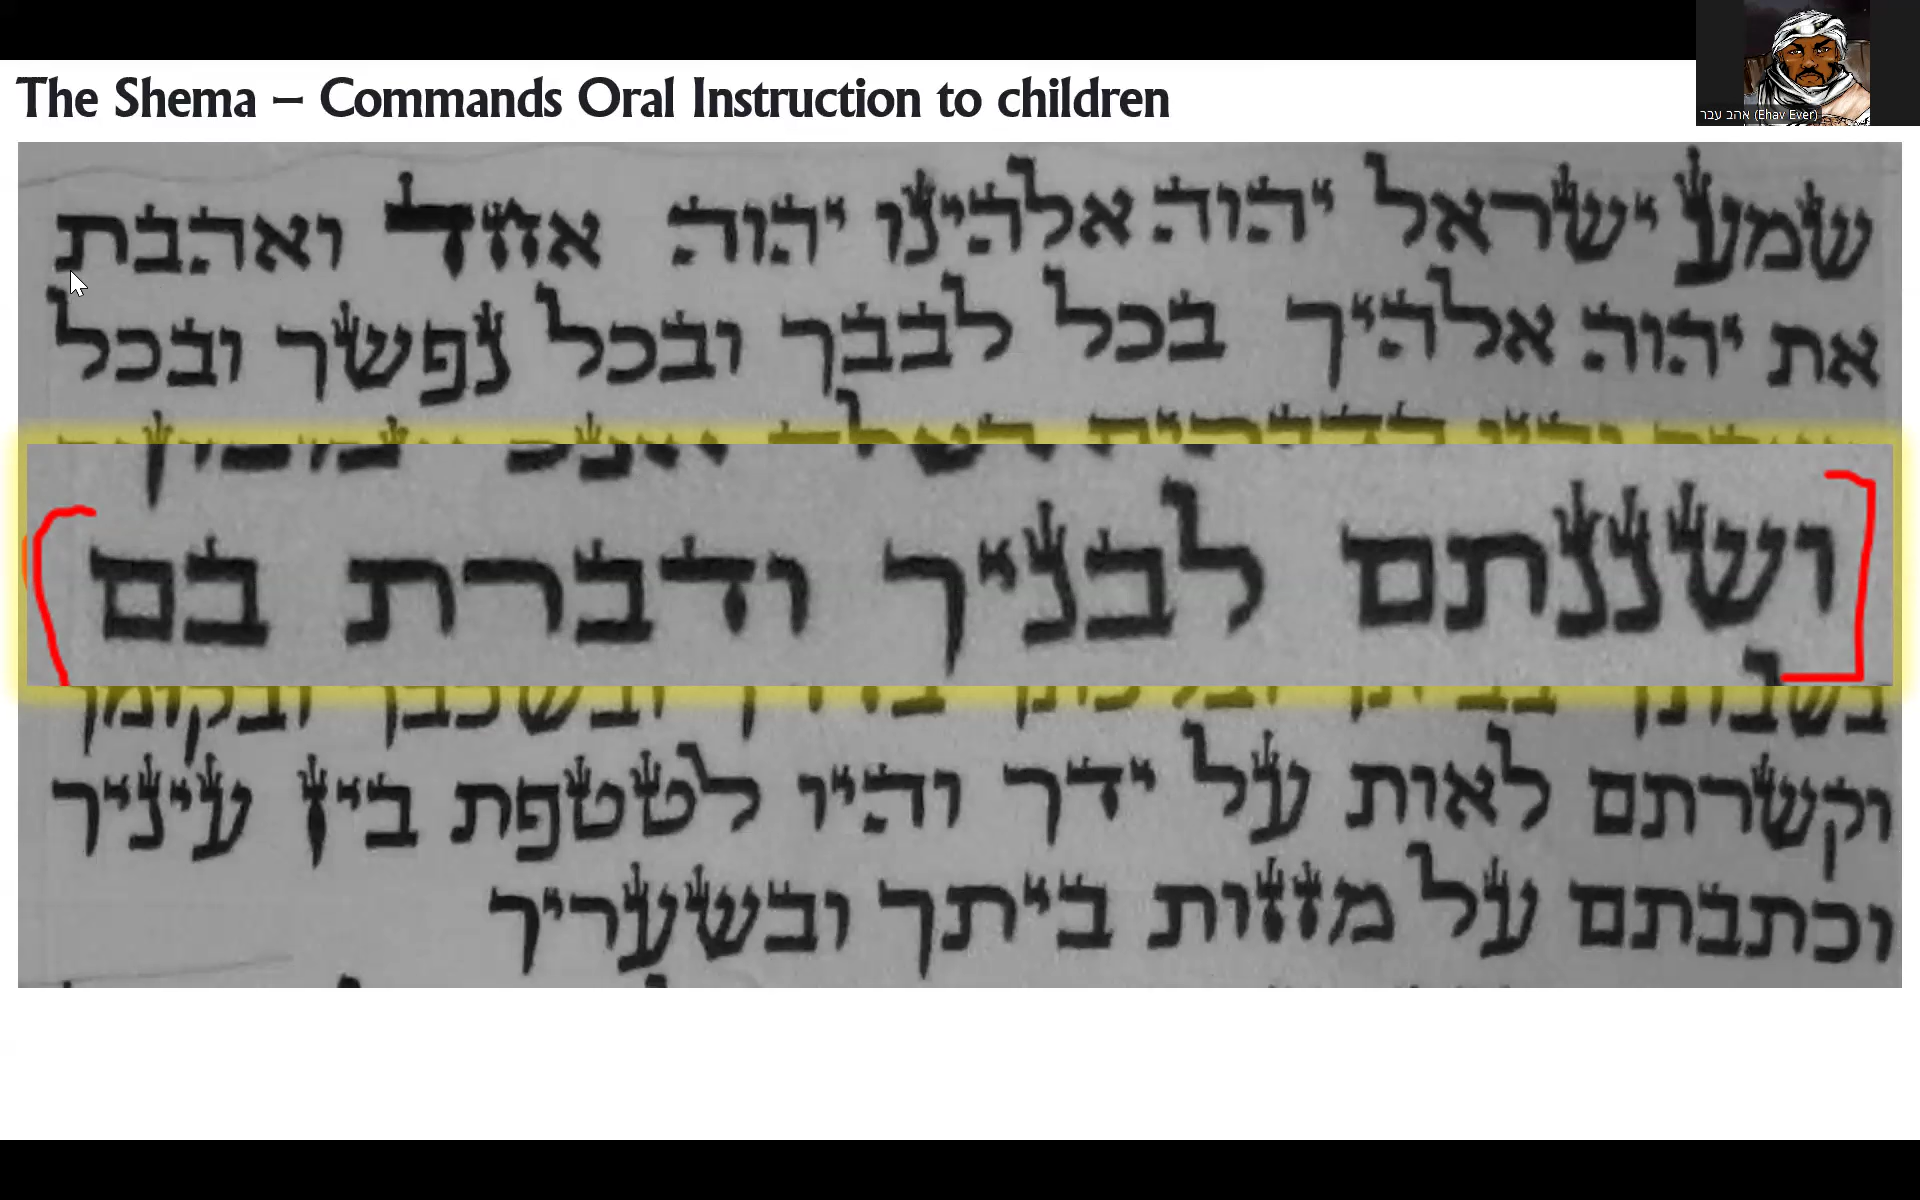 The Shema – Commands Oral Instruction to children
אהב עבר (Ehav Ever)
שמע ישראל יהוה אלהינו יהוה אחד ואהבת
את יהוה אלהיך בכל לבבך ובכל נפשך ובכל
ושננתם לבניך ודברת בם
וקשרתם לאות על ידך והיו לטטפת בין עיניך
וכתבתם על מזזות ביתך ובשעריך